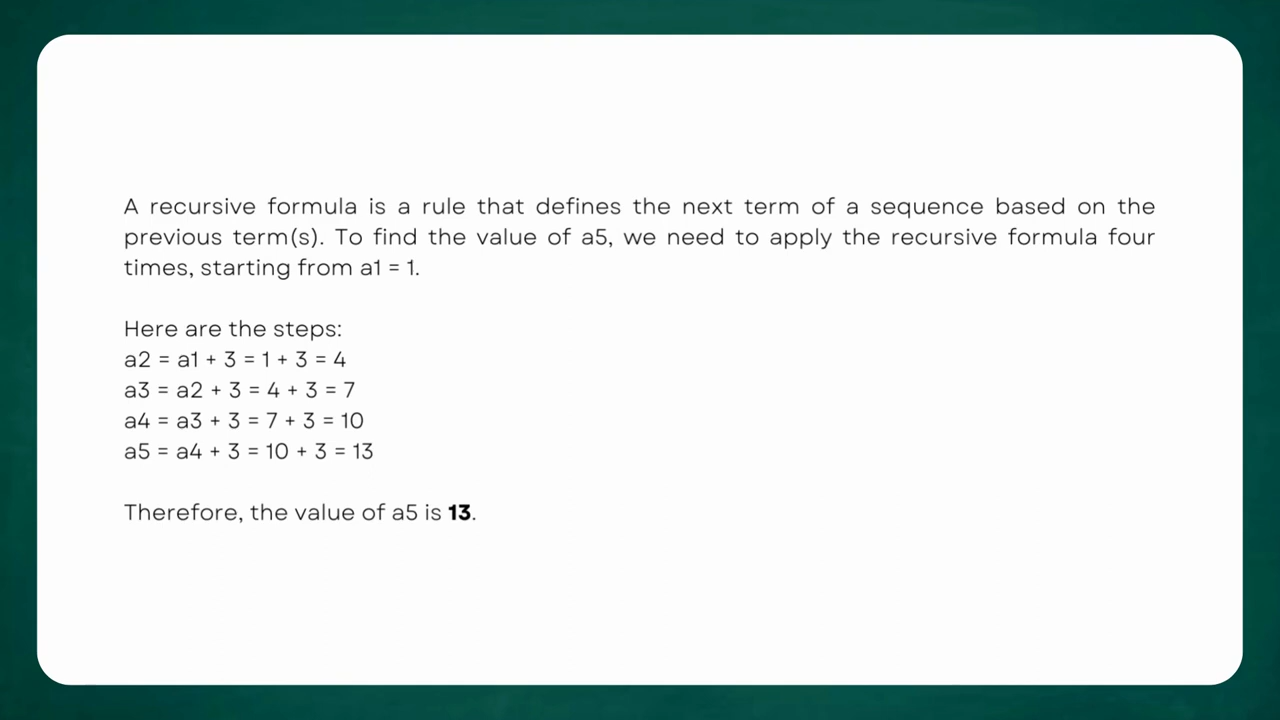 A recursive formula is a rule that defines the next term of a sequence based on the
previous term(s). To find the value of a5, we need to apply the recursive formula four
times, starting from a1 = 1.
Here are the steps:
a2 = a1 + 3 = 1 + 3 = 4
a3 = a2 + 3 = 4 + 3 = 7
a4 = a3 + 3 = 7 + 3 = 10
a5 = a4 + 3 = 10 + 3 = 13
Therefore, the value of a5 is 13.